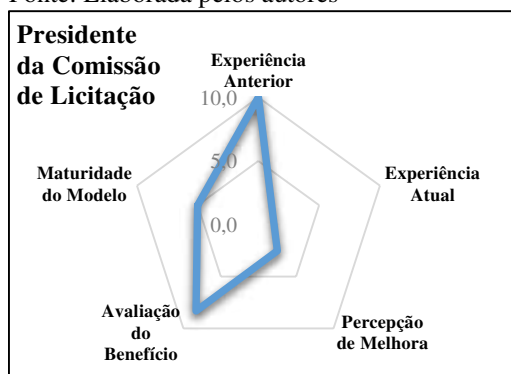 Fonte: Elaborada pelos autores
Presidente
da Comissão
de Licitação
Experiência
Anterior
10,0
5,0
0,0
Maturidade
do Modelo
Experiência
Atual
Avaliação
do
Benefício
Percepção
de Melhora